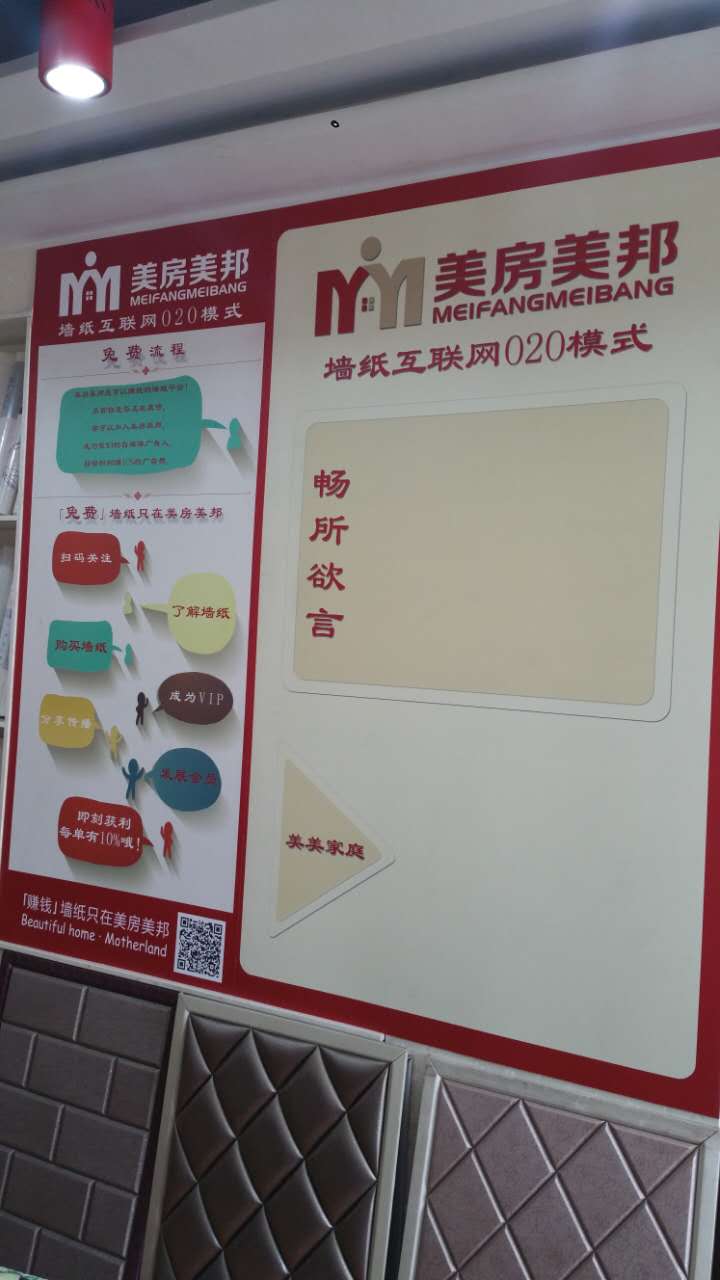 美房美邦
MEIFANGMEIBANG
墙纸互联网O2O模式
免费流程
「免费」墙纸只在美房美邦
扫码关注
了解墙纸
购买墙纸
成为VIP
分享传播
发展会员
即刻获利
每单有10%哦!
「赚钱」墙纸只在美房美邦
Beautiful home · Motherland
美房美邦
MEIFANGMEIBANG
墙纸互联网O2O模式
畅所欲言
美美家庭